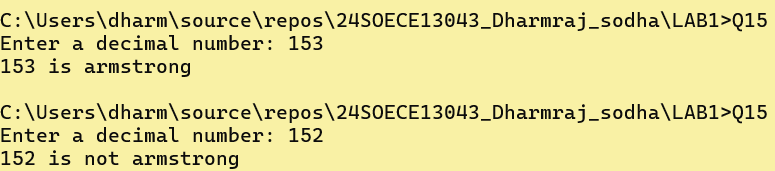 C:\Users\dharm\source\repos\24SOECE13043_Dharmraj_sodha\LAB1>Q15
Enter a decimal number: 153
153 is armstrong
C:\Users\dharm\source\repos\24SOECE13043_Dharmraj_sodha\LAB1>Q15
Enter a decimal number: 152
152 is not armstrong